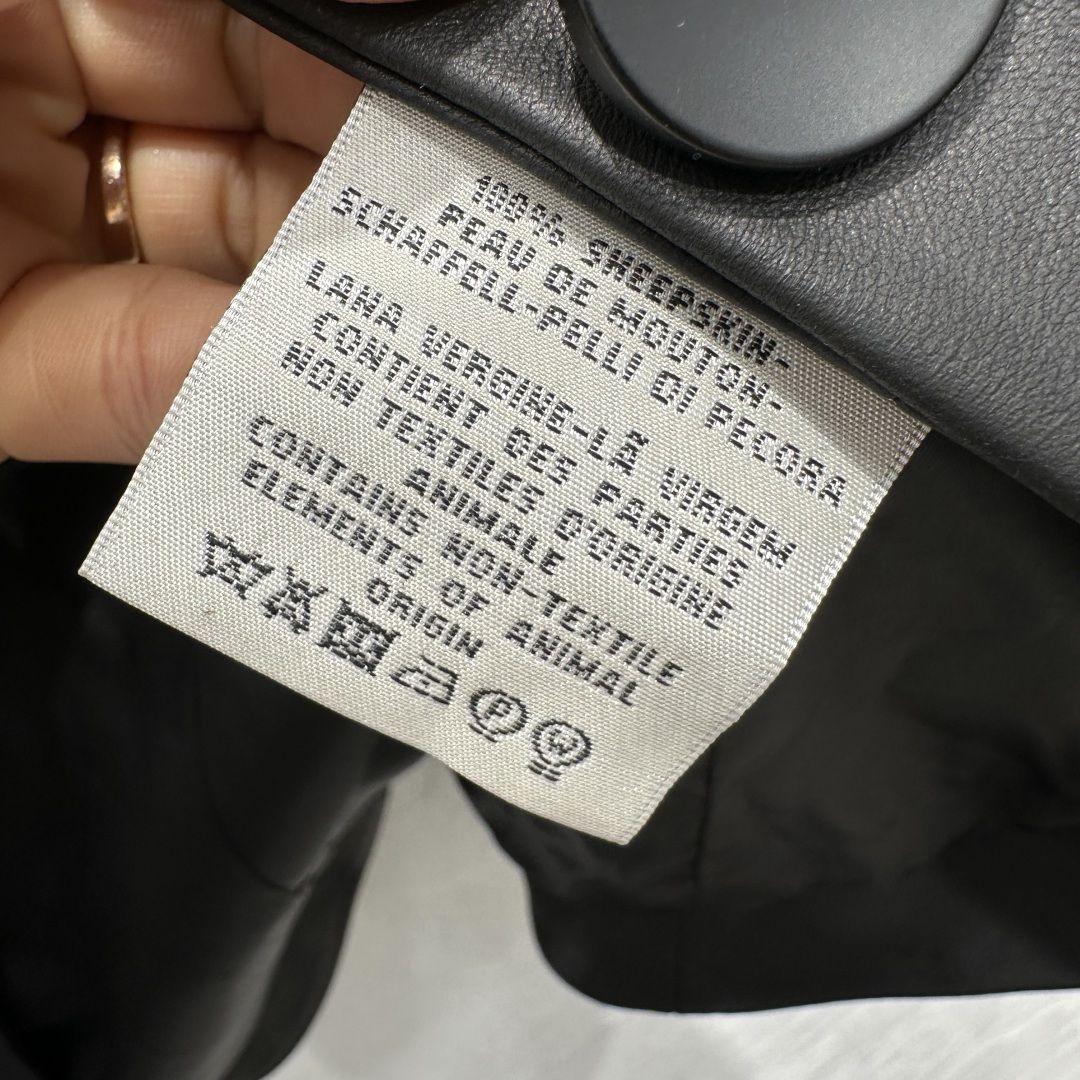 100% SHEEPSKIN-
PEAU DE MOUTON-
SCHAFFELL-PELLI DI PECORA
LANA VERGINE-LÃ VIRGEM
CONTIENT DES PARTIES
NON TEXTILES D'ORIGINE
ANIMALE
CONTAINS NON-TEXTILE
ELEMENTS OF ANIMAL
ORIGIN
P W